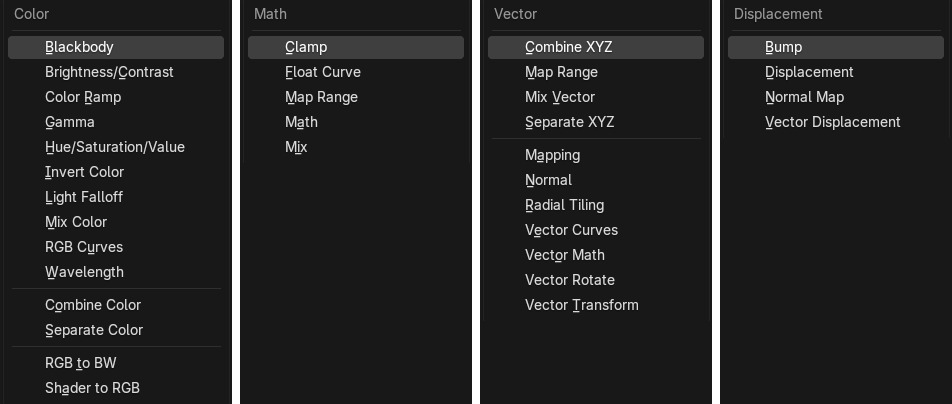 Color
Blackbody
Brightness/Contrast
Color Ramp
Gamma
Hue/Saturation/Value
Invert Color
Light Falloff
Mix Color
RGB Curves
Wavelength
Combine Color
Separate Color
RGB to BW
Shader to RGB
Math
Clamp
Float Curve
Map Range
Math
Mix
Vector
Combine XYZ
Map Range
Mix Vector
Separate XYZ
Mapping
Normal
Radial Tiling
Vector Curves
Vector Math
Vector Rotate
Vector Transform
Displacement
Bump
Displacement
Normal Map
Vector Displacement